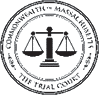 COMMONWEALTH OF MASSACHUSETTS
THE TRIAL COURT